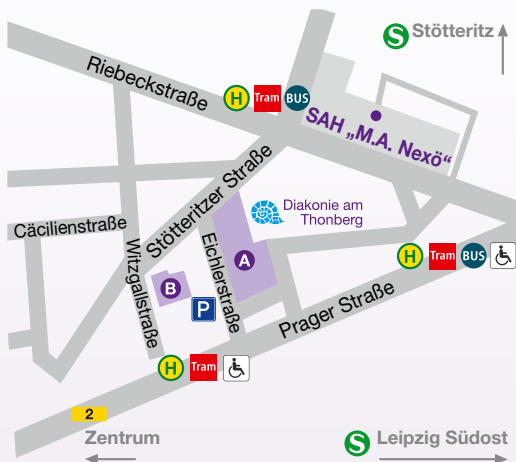 S Stötteritz
Riebeckstraße
H Tram BUS
SAH „M.A. Nexö“
Stötteritzer Straße
Diakonie am
Thonberg
Cäcilienstraße
Witzgallstraße
Eichlerstraße
A
B
P
H Tram BUS
Prager Straße
H Tram
2
Zentrum
S Leipzig Südost